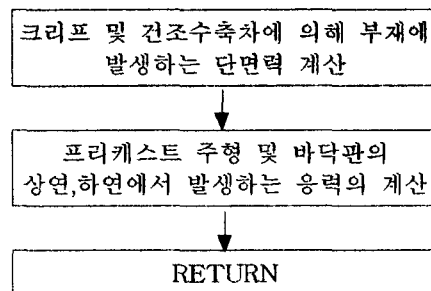 크리프 및 건조수축차에 의해 부재에
발생하는 단면력 계산
프리캐스트 주형 및 바닥판의
상연,하연에서 발생하는 응력의 계산
RETURN